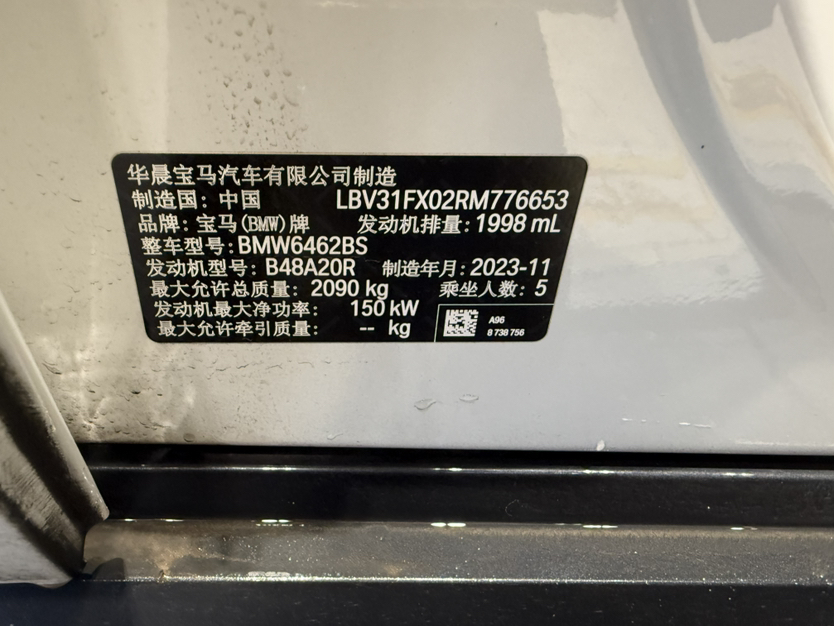 华晨宝马汽车有限公司制造
制造国：中国 LBV31FX02RM776653
品牌：宝马(BMW)牌 发动机排量：1998 mL
整车型号：BMW6462BS
发动机型号：B48A20R 制造年月：2023-11
最大允许总质量：2090 kg 乘坐人数：5
发动机最大净功率：150 kW
最大允许牵引质量：-- kg
A96
8 738 756